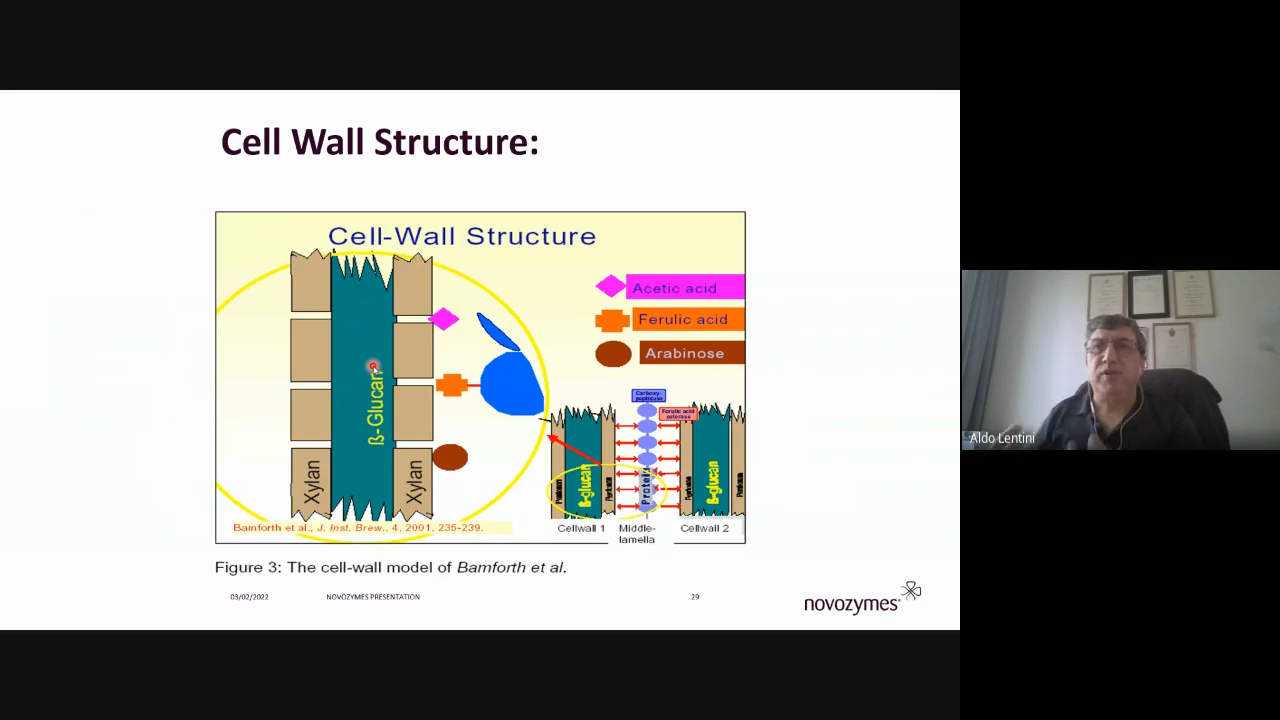 Cell Wall Structure:
Cell-Wall Structure
Acetic acid
Ferulic acid
Arabinose
ß-Glucan
Xylan
Xylan
Carboxy-
peptidase
Ferulic acid
esterase
ß-glucan
Protein
ß-glucan
Cellwall 1
Middle-
lamella
Cellwall 2
Bamforth et al., J. Inst. Brew., 4, 2001, 235-239.
Figure 3: The cell-wall model of Bamforth et al.
03/02/2022
NOVOZYMES PRESENTATION
29
novozymes
Aldo Lentini